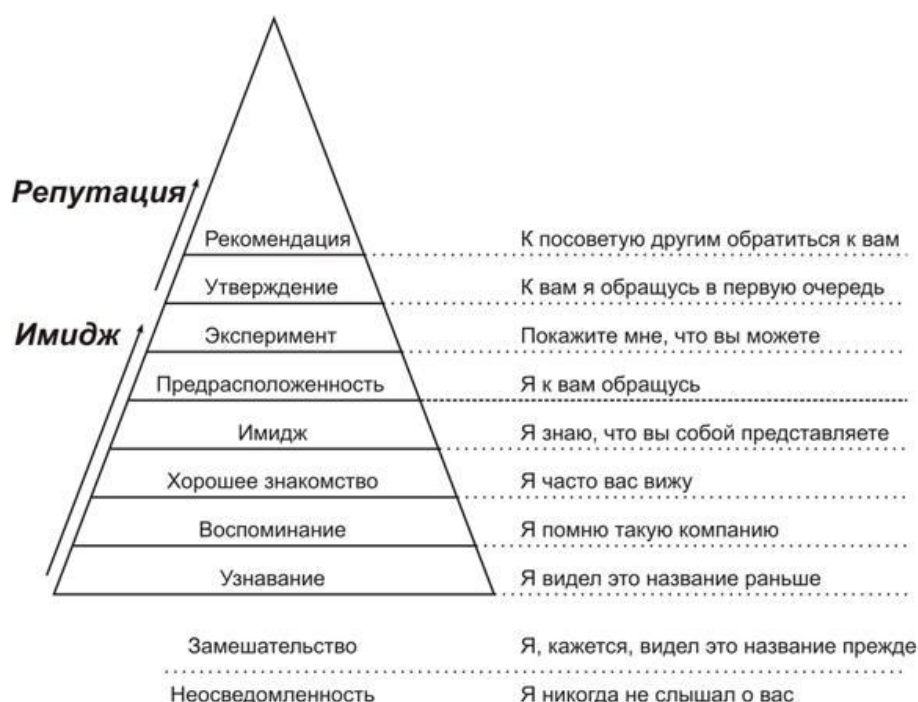 Репутация
Рекомендация К посоветую другим обратиться к вам
Утверждение К вам я обращусь в первую очередь
Имидж
Эксперимент Покажите мне, что вы можете
Предрасположенность Я к вам обращусь
Имидж Я знаю, что вы собой представляете
Хорошее знакомство Я часто вас вижу
Воспоминание Я помню такую компанию
Узнавание Я видел это название раньше
Замешательство Я, кажется, видел это название прежде
Неосведомленность Я никогда не слышал о вас